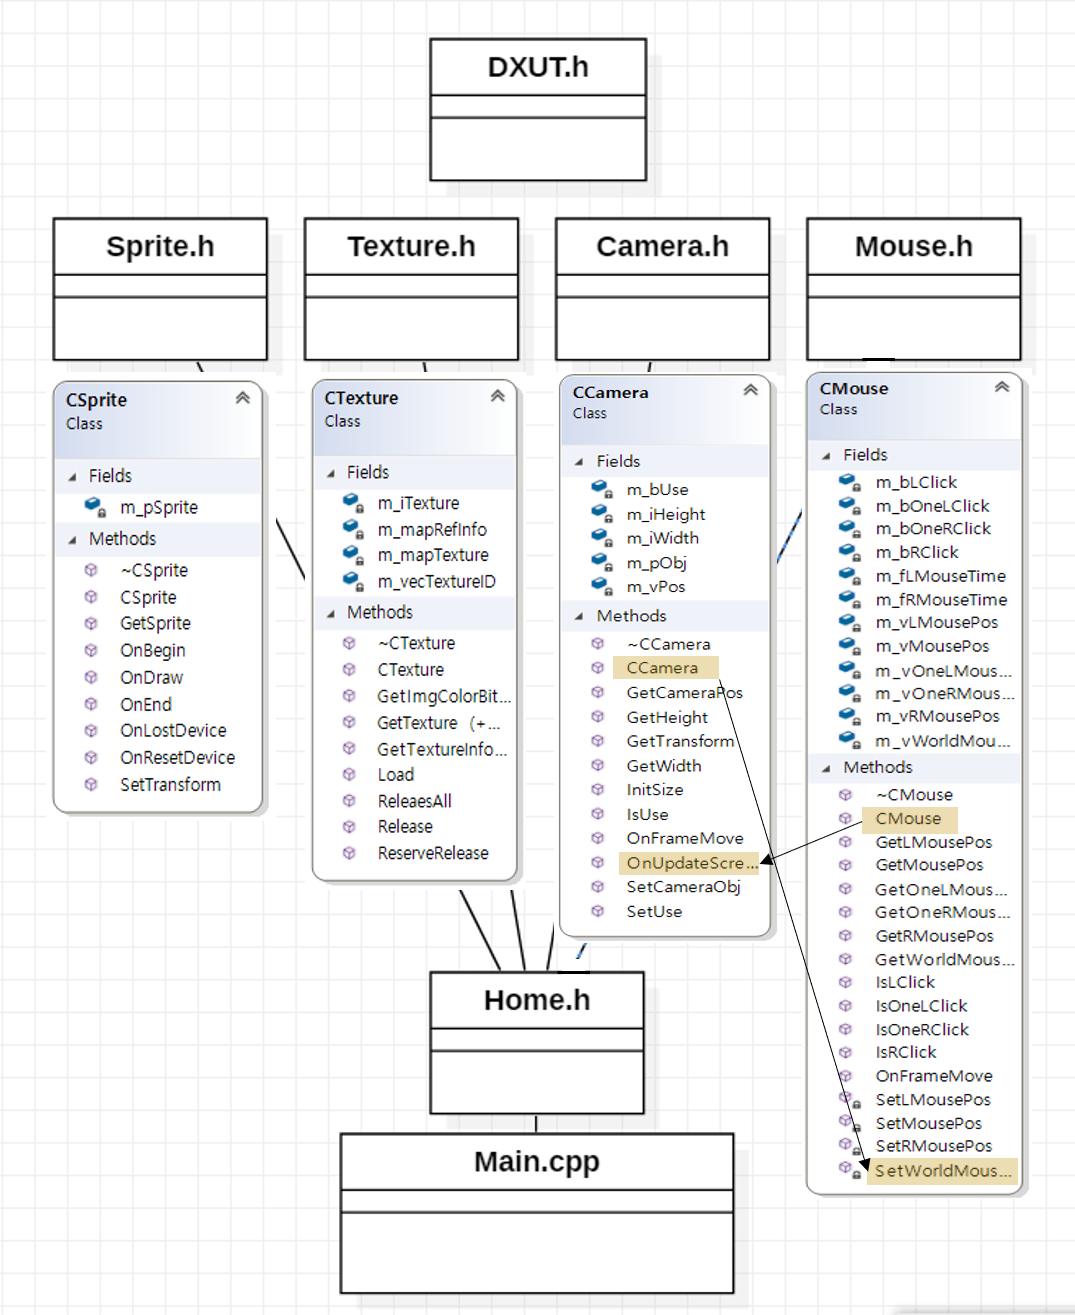 DXUT.h
Sprite.h
Texture.h
Camera.h
Mouse.h
CSprite
Class
Fields
m_pSprite
Methods
~CSprite
CSprite
GetSprite
OnBegin
OnDraw
OnEnd
OnLostDevice
OnResetDevice
SetTransform
CTexture
Class
Fields
m_iTexture
m_mapRefInfo
m_mapTexture
m_vecTextureID
Methods
~CTexture
CTexture
GetImgColorBit...
GetTexture (+...
GetTextureInfo...
Load
ReleaesAll
Release
ReserveRelease
CCamera
Class
Fields
m_bUse
m_iHeight
m_iWidth
m_pObj
m_vPos
Methods
~CCamera
CCamera
GetCameraPos
GetHeight
GetTransform
GetWidth
InitSize
IsUse
OnFrameMove
OnUpdateScre...
SetCameraObj
SetUse
CMouse
Class
Fields
m_bLClick
m_bOneLClick
m_bOneRClick
m_bRClick
m_fLMouseTime
m_fRMouseTime
m_vLMousePos
m_vMousePos
m_vOneLMous...
m_vOneRMous...
m_vRMousePos
m_vWorldMou...
Methods
~CMouse
CMouse
GetLMousePos
GetMousePos
GetOneLMous...
GetOneRMous...
GetRMousePos
GetWorldMous...
IsLClick
IsOneLClick
IsOneRClick
IsRClick
OnFrameMove
SetLMousePos
SetMousePos
SetRMousePos
SetWorldMous...
Home.h
Main.cpp